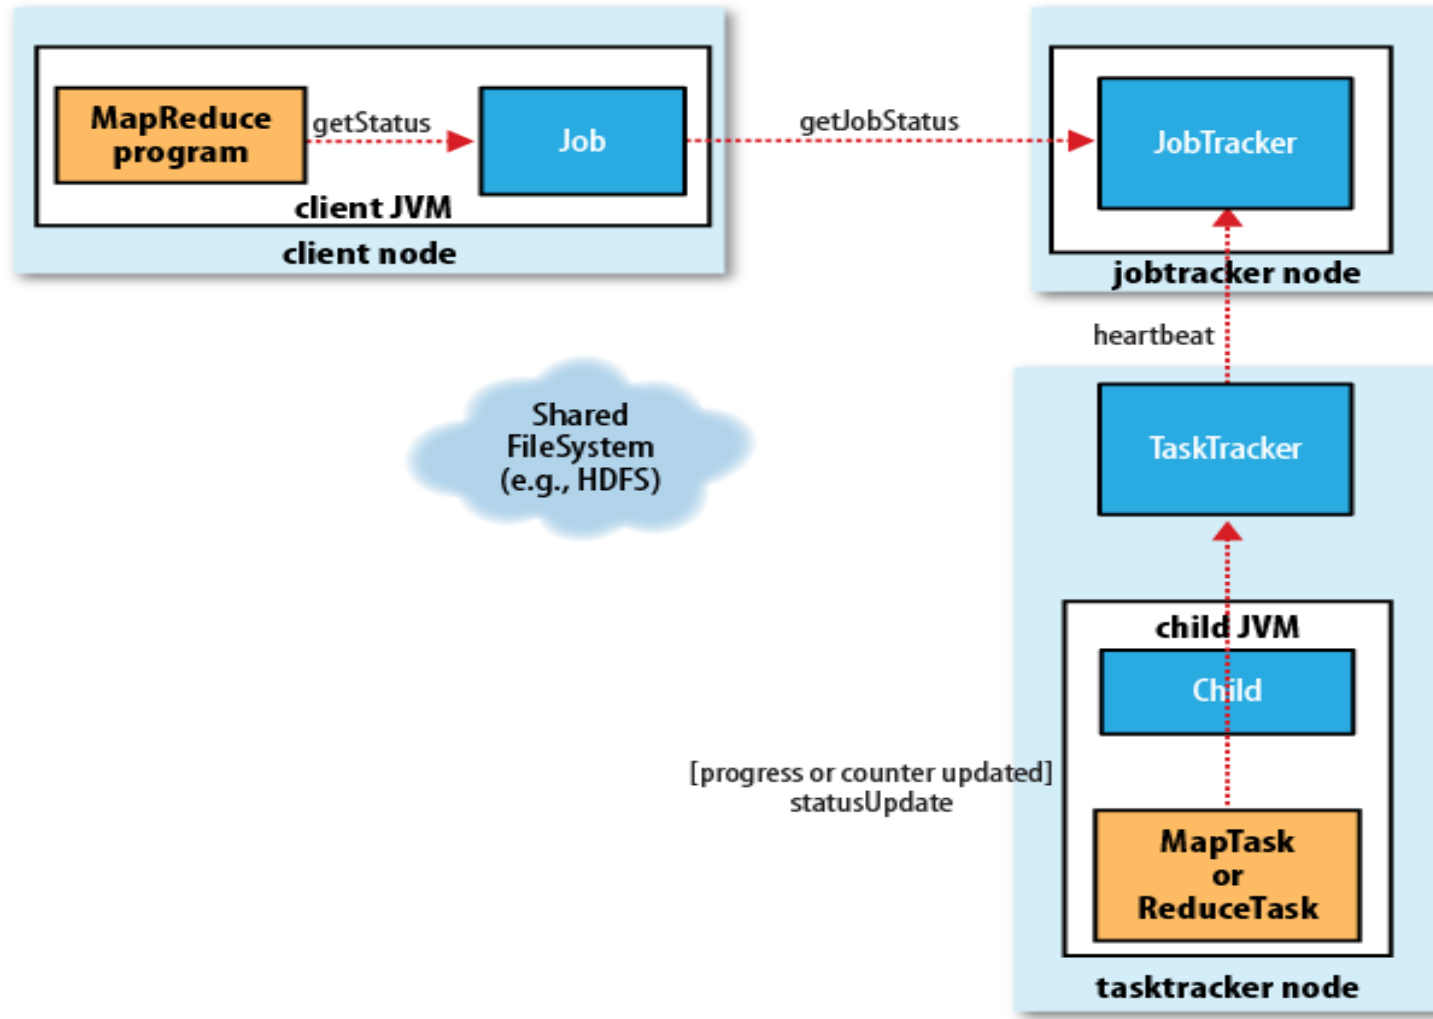 MapReduce
program
getStatus
Job
client JVM
client node
getJobStatus
JobTracker
jobtracker node
heartbeat
Shared
FileSystem
(e.g., HDFS)
TaskTracker
child JVM
Child
[progress or counter updated]
statusUpdate
MapTask
or
ReduceTask
tasktracker node